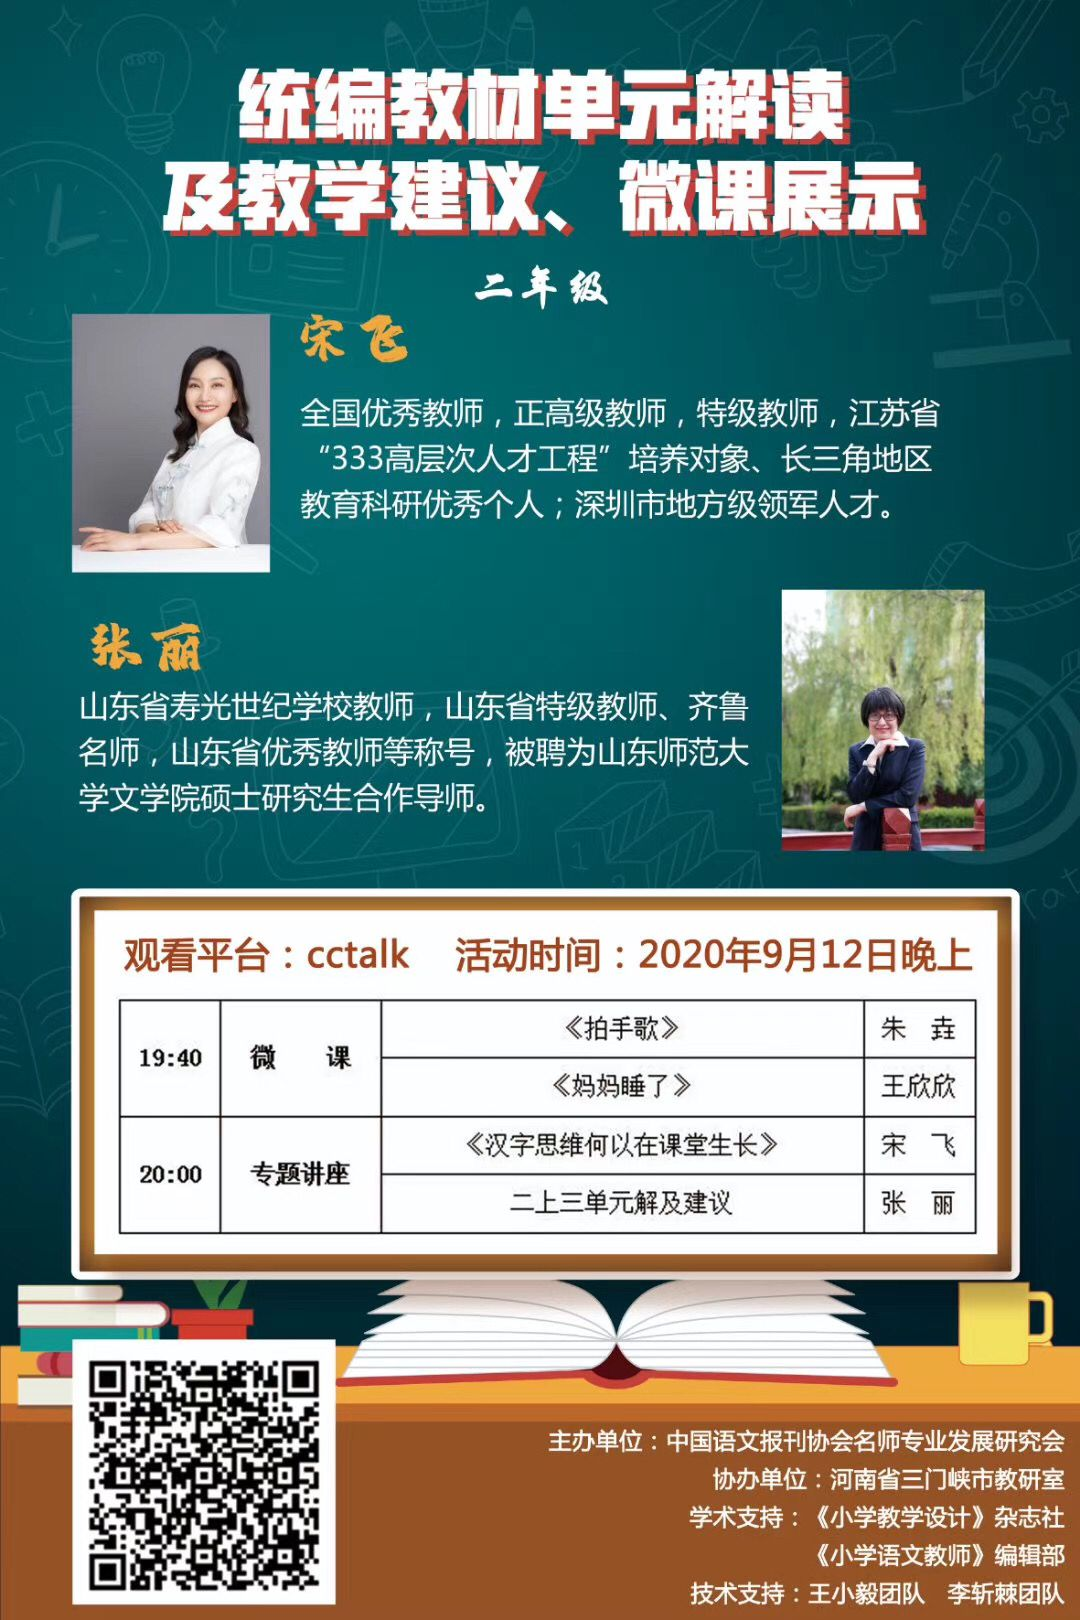 统编教材单元解读
及教学建议、微课展示
二年级
宋飞
全国优秀教师，正高级教师，特级教师，江苏省
“333高层次人才工程”培养对象、长三角地区
教育科研优秀个人；深圳市地方级领军人才。
张丽
山东省寿光世纪学校教师，山东省特级教师、齐鲁
名师，山东省优秀教师等称号，被聘为山东师范大
学文学院硕士研究生合作导师。
观看平台：cctalk 活动时间：2020年9月12日晚上
19:40 微 课 《拍手歌》 朱 垚
《妈妈睡了》 王欣欣
20:00 专题讲座 《汉字思维何以在课堂生长》 宋 飞
二上三单元解及建议 张 丽
主办单位：中国语文报刊协会名师专业发展研究会
协办单位：河南省三门峡市教研室
学术支持：《小学教学设计》杂志社
《小学语文教师》编辑部
技术支持：王小毅团队 李斩棘团队